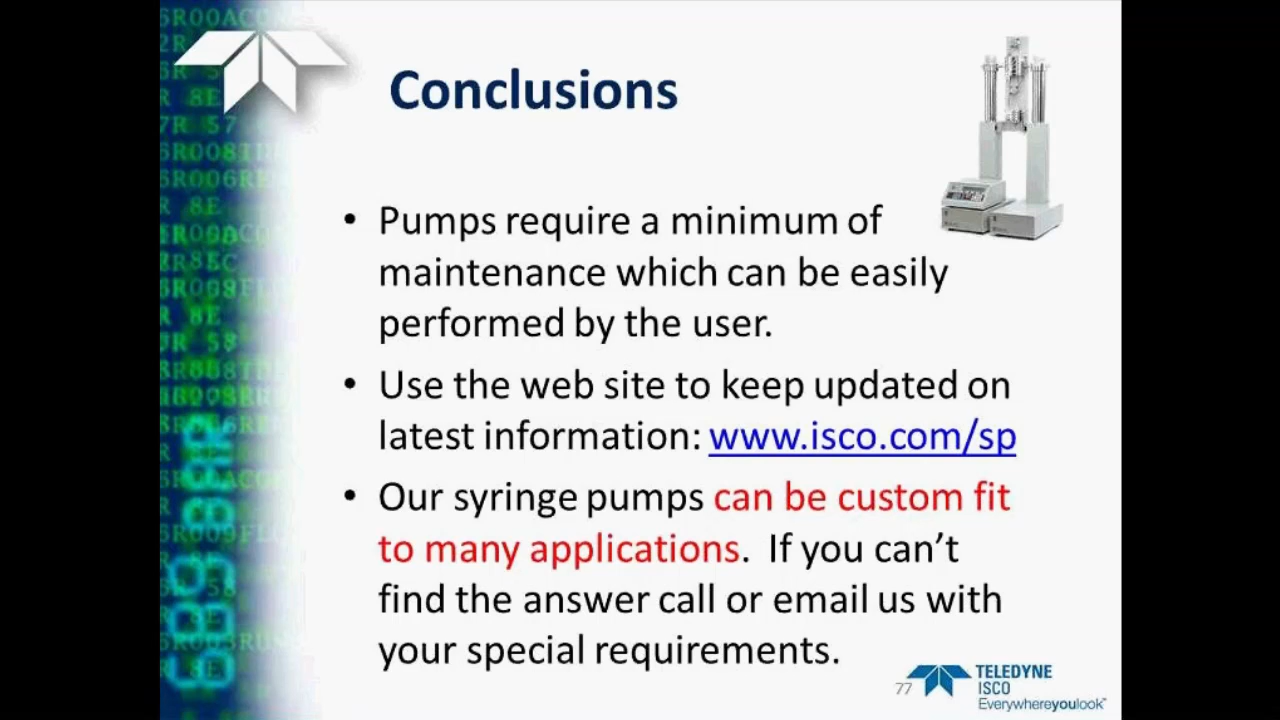 Conclusions
• Pumps require a minimum of
maintenance which can be easily
performed by the user.
• Use the web site to keep updated on
latest information: www.isco.com/sp
• Our syringe pumps can be custom fit
to many applications.  If you can’t
find the answer call or email us with
your special requirements.
77
TELEDYNE
ISCO
Everywhereyoulook™